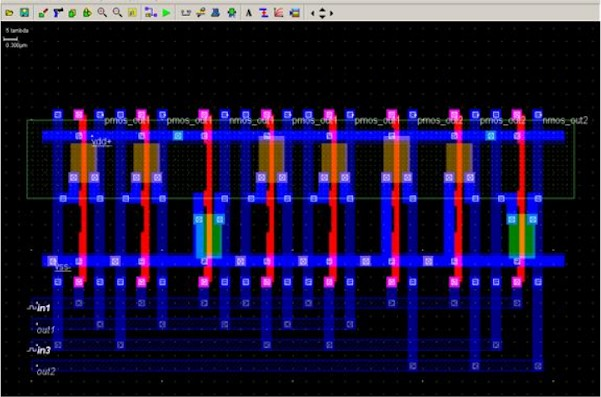 A
5 lambda
0.300µm
pmos_out1 pmos_out1 nmos_out1 pmos_out1 pmos_out2 pmos_out2 nmos_out2
vdd+
vss-
in1
out1
in3
out2